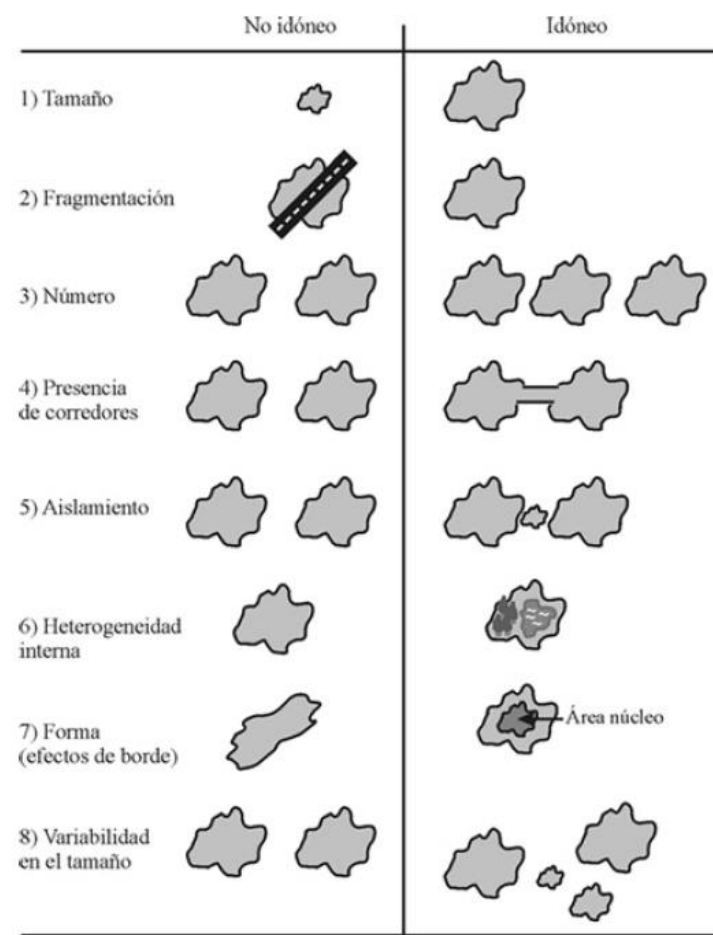 No idóneo
Idóneo
1) Tamaño
2) Fragmentación
3) Número
4) Presencia
de corredores
5) Aislamiento
6) Heterogeneidad
interna
7) Forma
(efectos de borde)
Área núcleo
8) Variabilidad
en el tamaño